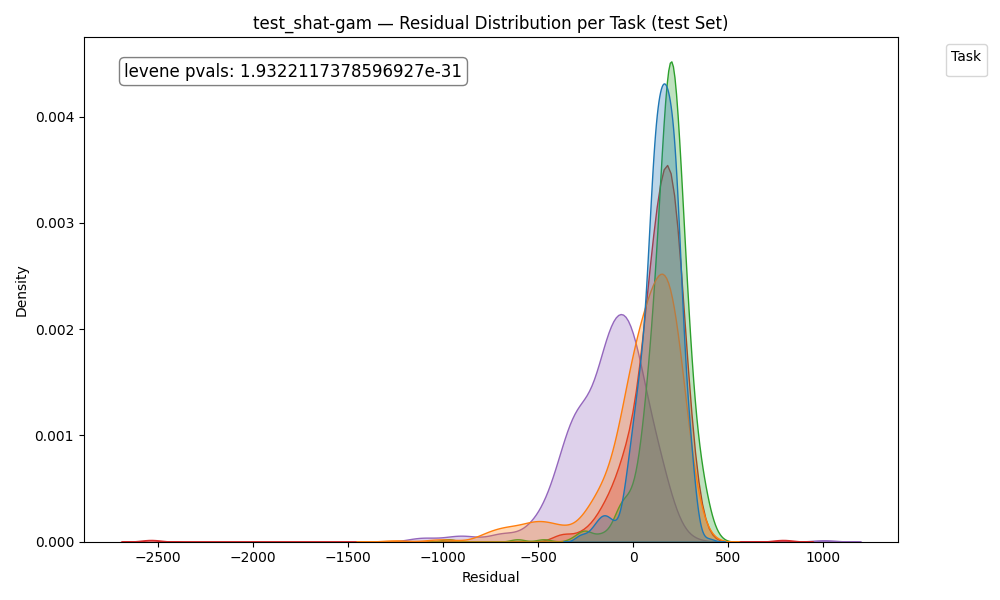 test_shat-gam — Residual Distribution per Task (test Set)
levene pvals: 1.9322117378596927e-31
Task
Density
0.004
0.003
0.002
0.001
0.000
−2500 −2000 −1500 −1000 −500 0 500 1000
Residual